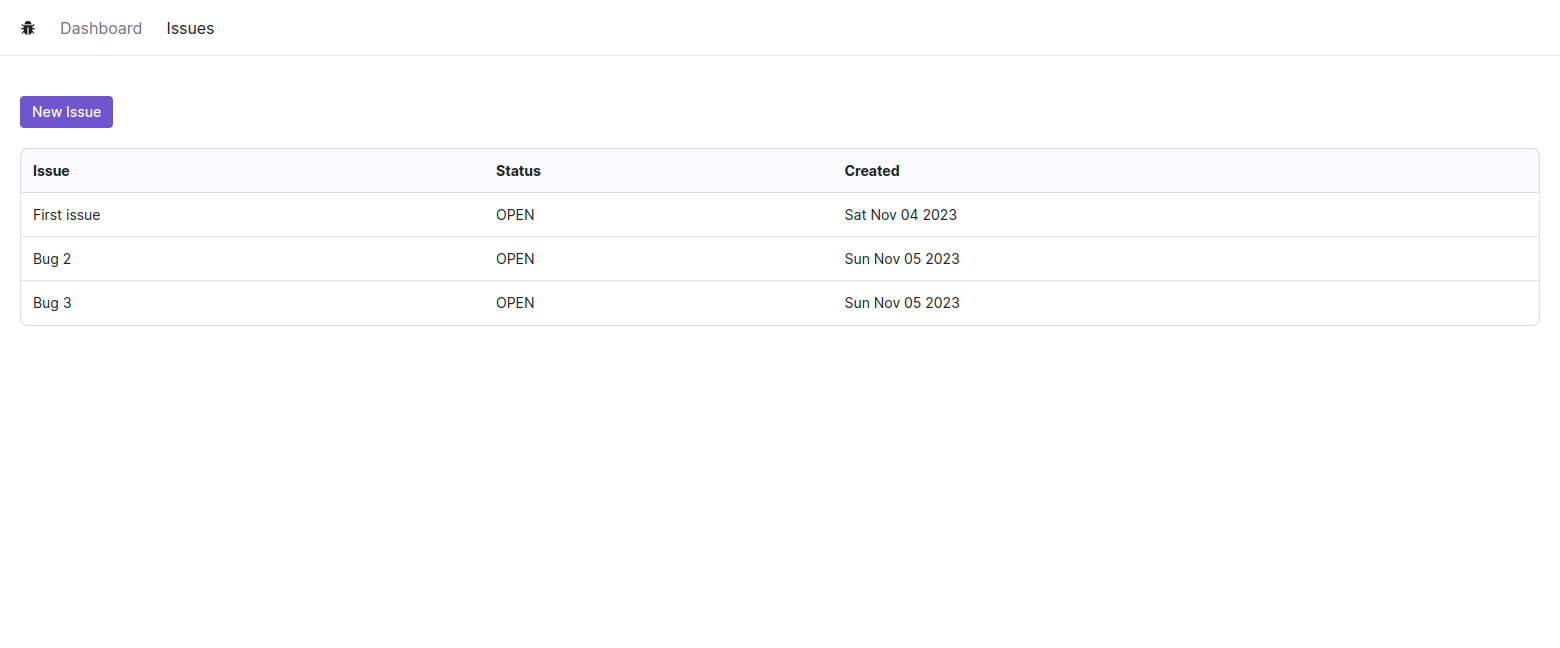 Dashboard Issues
New Issue
Issue Status Created
First issue OPEN Sat Nov 04 2023
Bug 2 OPEN Sun Nov 05 2023
Bug 3 OPEN Sun Nov 05 2023